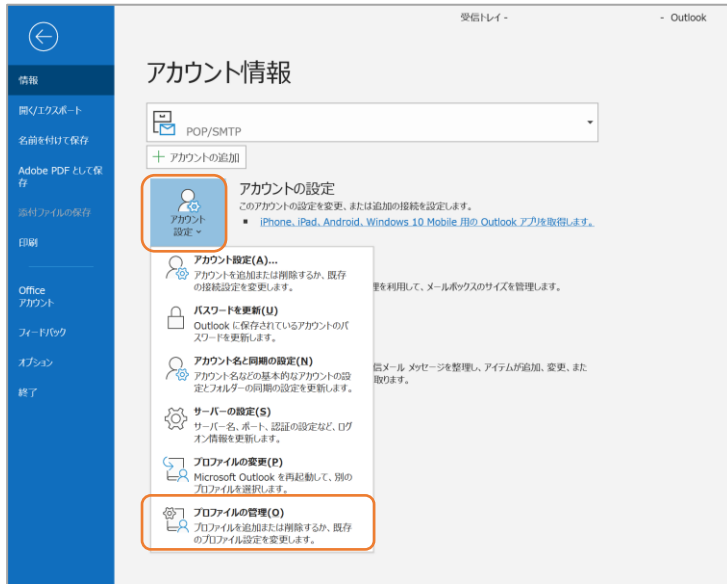 受信トレイ -
- Outlook
アカウント情報
情報
開く/エクスポート
名前を付けて保存
Adobe PDF として保
存
添付ファイルの保存
印刷
Office
アカウント
フィードバック
オプション
終了
POP/SMTP
アカウントの追加
アカウント
設定
アカウントの設定
このアカウントの設定を変更、または追加の接続を設定します。
iPhone、iPad、Android、Windows 10 Mobile 用の Outlook アプリを取得します。
アカウント設定(A)...
アカウントを追加または削除するか、既存
の接続設定を変更します。
パスワードを更新(U)
Outlook に保存されているアカウントのパ
スワードを更新します。
アカウント名と同期の設定(N)
アカウント名などの基本的なアカウントの設
定とフォルダーの同期の設定を更新します。
サーバーの設定(S)
サーバー名、ポート、認証の設定など、ログ
オン情報を更新します。
プロファイルの変更(P)
Microsoft Outlook を再起動して、別の
プロファイルを選択します。
プロファイルの管理(O)
プロファイルを追加または削除するか、既存
のプロファイル設定を変更します。
理を利用して、メールボックスのサイズを管理します。
信メール メッセージを整理し、アイテムが追加、変更、また
取ります。